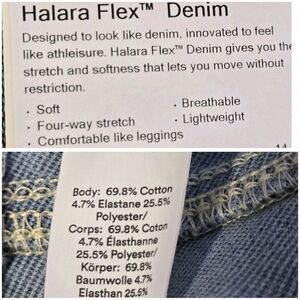 Halara Flex™ Denim
Designed to look like denim, innovated to feel
like athleisure. Halara Flex™ Denim gives you the
stretch and softness that lets you move without
restriction.
· Soft
· Four-way stretch
· Comfortable like leggings
· Breathable
· Lightweight
Body: 69.8% Cotton
4.7% Elastane 25.5%
Polyester/
Corps: 69.8% Coton
4.7% Élasthanne
25.5% Polyester/
Körper: 69.8%
Baumwolle 4.7%
Elasthan 25.5%